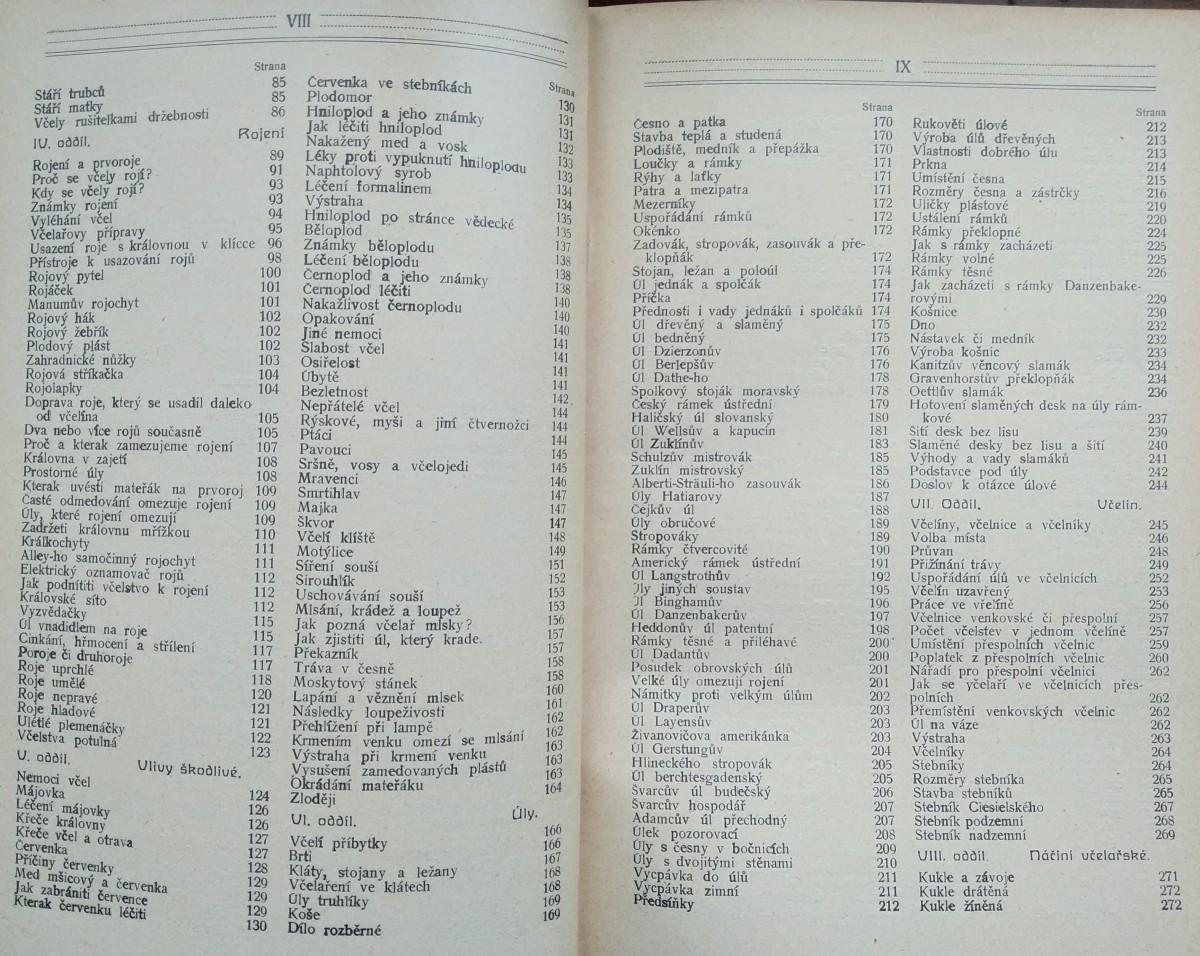 VIII
Strana
Stáří trubců 85
Stáří matky 85
Včely rušitelkami držebnosti 86
IV. oddíl. Rojení
Rojení a prvoroje 89
Proč se včely rojí? 91
Kdy se včely rojí? 93
Známky rojení 93
Vyléhání včel 94
Včelařovy přípravy 95
Usazení roje s královnou v klícce 96
Přístroje k usazování rojů 98
Rojový pytel 100
Rojáček 101
Manumův rojochyt 101
Rojový hák 102
Rojový žebřík 102
Plodový plást 102
Zahradnické nůžky 103
Rojová stříkačka 104
Rojolapky 104
Doprava roje, který se usadil daleko
od včelína 105
Dva nebo více rojů současně 105
Proč a kterak zamezujeme rojení 107
Královna v zajetí 108
Prostorné úly 108
Kterak uvésti mateřák na prvoroj 109
Časté odmedování omezuje rojení 109
Úly, které rojení omezují 109
Zadržeti královnu mřížkou 110
Králkochyty 111
Alley-ho samočinný rojochyt 111
Elektrický oznamovač rojů 112
Jak podnítiti včelstvo k rojení 112
Královské síto 112
Vyzvědačky 115
Úl vnadidlem na roje 115
Cinkání, hřmocení a střílení 117
Poroje či druhoroje 117
Roje uprchlé 118
Roje umělé 120
Roje nepravé 121
Roje hladové 121
Ulétlé plemenáčky 122
Včelstva potulná 123
V. oddíl. Vlivy škodlivé.
Nemoci včel 124
Májovka 126
Léčení májovky 126
Křeče královny 127
Křeče včel a otrava 127
Červenka 128
Příčiny červenky 129
Med mšicový a červenka 129
Jak zabrániti července 129
Kterak červenku léčiti 130
Strana
Červenka ve stebníkách 130
Plodomor 131
Hniloplod a jeho známky 131
Jak léčiti hniloplod 132
Nakažený med a vosk 133
Léky proti vypuknutí hniloplodu 133
Naphtolový syrob 134
Léčení formalinem 134
Výstraha 135
Hniloplod po stránce vědecké 135
Běloplod 137
Známky běloplodu 138
Léčení běloplodu 138
Černoplod a jeho známky 138
Černoplod léčiti 140
Nakažlivost černoplodu 140
Opakování 140
Jiné nemoci 141
Slabost včel 141
Osiřelost 141
Úbytě 141
Bezletnost 142
Nepřátelé včel 144
Rýskové, myši a jiní čtvernožci 144
Ptáci 144
Pavouci 145
Sršně, vosy a včelojedi 145
Mravenci 146
Smrtihlav 147
Majka 147
Škvor 147
Včelí klíště 148
Motýlice 149
Síření souší 151
Sirouhlík 152
Uschovávání souší 153
Mlsání, krádež a loupež 153
Jak pozná včelař mlsky? 156
Jak zjistiti úl, který krade. 157
Překazník 157
Tráva v česně 158
Moskytový stánek 158
Lapání a věznění mlsek 160
Následky loupeživosti 161
Přehlížení při lampě 162
Krmením venku omezí se mlsání 162
Výstraha při krmení venku 163
Vysušení zamedovaných plástů 163
Okrádání mateřáku 163
Zloději 164
VI. oddíl. Úly.
Včelí příbytky 166
Brti 166
Kláty, stojany a ležany 167
Včelaření ve klátech 168
Úly truhlíky 168
Koše 169
Dílo rozběrné 169
IX
Strana
Česno a patka 170
Stavba teplá a studená 170
Plodiště, medník a přepážka 170
Loučky a rámky 171
Rýhy a laťky 171
Patra a mezipatra 171
Mezerníky 172
Uspořádání rámků 172
Okénko 172
Zadovák, stropovák, zasouvák a pře-
klopňák 172
Stojan, ležan a poloúl 174
Úl jednák a spolčák 174
Příčka 174
Přednosti i vady jednáků i spolčáků 174
Úl dřevěný a slaměný 175
Úl bedněný 175
Úl Dzierzonův 176
Úl Berlepšův 176
Úl Dathe-ho 178
Spolkový stoják moravský 178
Český rámek ústřední 179
Haličský úl slovanský 180
Úl Wellsův a kapucín 181
Úl Zuklínův 183
Schulzův mistrovák 185
Zuklín mistrovský 185
Alberti-Sträuli-ho zasouvák 186
Úly Hatiarovy 187
Čejkův úl 188
Úly obručové 189
Stropováky 189
Rámky čtvercovité 190
Americký rámek ústřední 191
Úl Langstrothův 192
Úly jiných soustav 195
Úl Binghamův 196
Úl Danzenbakerův 197
Heddonův úl patentní 198
Rámky těsné a přiléhavé 200
Úl Dadantův 200
Posudek obrovských úlů 201
Velké úly omezují rojení 201
Námitky proti velkým úlům 202
Úl Draperův 203
Úl Layensův 203
Živanovičova amerikánka 203
Úl Gerstungův 204
Hlineckého stropovák 205
Úl berchtesgadenský 205
Švarcův úl budečský 206
Švarcův hospodář 207
Adamcův úl přechodný 207
Úlek pozorovací 208
Úly s česny v bočnicích 209
Úly s dvojitými stěnami 210
Vycpávka do úlů 211
Vycpávka zimní 211
Předsíňky 212
Strana
Rukověti úlové 212
Výroba úlů dřevěných 213
Vlastnosti dobrého úlu 213
Prkna 214
Umístění česna 215
Rozměry česna a zástrčky 216
Uličky plástové 219
Ustálení rámků 220
Rámky překlopné 224
Jak s rámky zacházeti 225
Rámky volné 225
Rámky těsné 226
Jak zacházeti s rámky Danzenbake-
rovými 229
Košnice 230
Dno 232
Nástavek či medník 232
Výroba košnic 233
Kanitzův věncový slamák 234
Gravenhorstův překlopňák 234
Oettlův slamák 236
Hotovení slaměných desk na úly rám-
kové 237
Šití desk bez lisu 239
Slaměné desky bez lisu a šití 240
Výhody a vady slamáků 241
Podstavce pod úly 242
Doslov k otázce úlové 244
VII. Oddíl. Včelín.
Včelíny, včelnice a včelníky 245
Volba místa 246
Průvan 248
Přižínání trávy 249
Uspořádání úlů ve včelnicích 252
Včelín uzavřený 253
Práce ve vřelíně 256
Včelnice venkovské či přespolní 257
Počet včelstev v jednom včelíně 257
Umístění přespolních včelnic 259
Poplatek z přespolních včelnic 260
Nářadí pro přespolní včelnici 262
Jak se včelaří ve včelnicích přes-
polních 262
Přemístění venkovských včelnic 262
Úl na váze 262
Výstraha 263
Včelníky 264
Stebníky 264
Rozměry stebníka 265
Stavba stebníků 265
Stebník Ciesielského 267
Stebník podzemní 268
Stebník nadzemní 269
VIII. oddíl. Náčiní včelařské.
Kukle a závoje 271
Kukle drátěná 272
Kukle žíněná 272